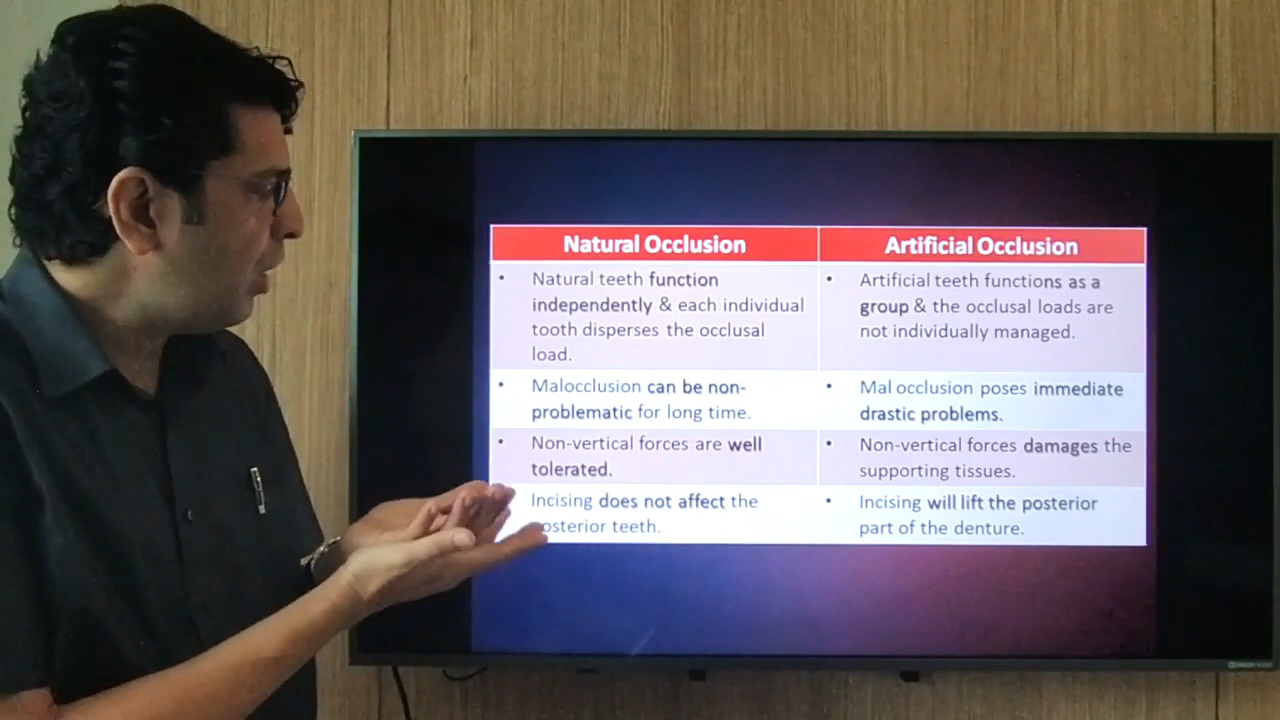 Natural Occlusion
Artificial Occlusion
• Natural teeth function
independently & each individual
tooth disperses the occlusal
load.
• Artificial teeth functions as a
group & the occlusal loads are
not individually managed.
• Malocclusion can be non-
problematic for long time.
• Mal occlusion poses immediate
drastic problems.
• Non-vertical forces are well
tolerated.
• Non-vertical forces damages the
supporting tissues.
Incising does not affect the
posterior teeth.
• Incising will lift the posterior
part of the denture.